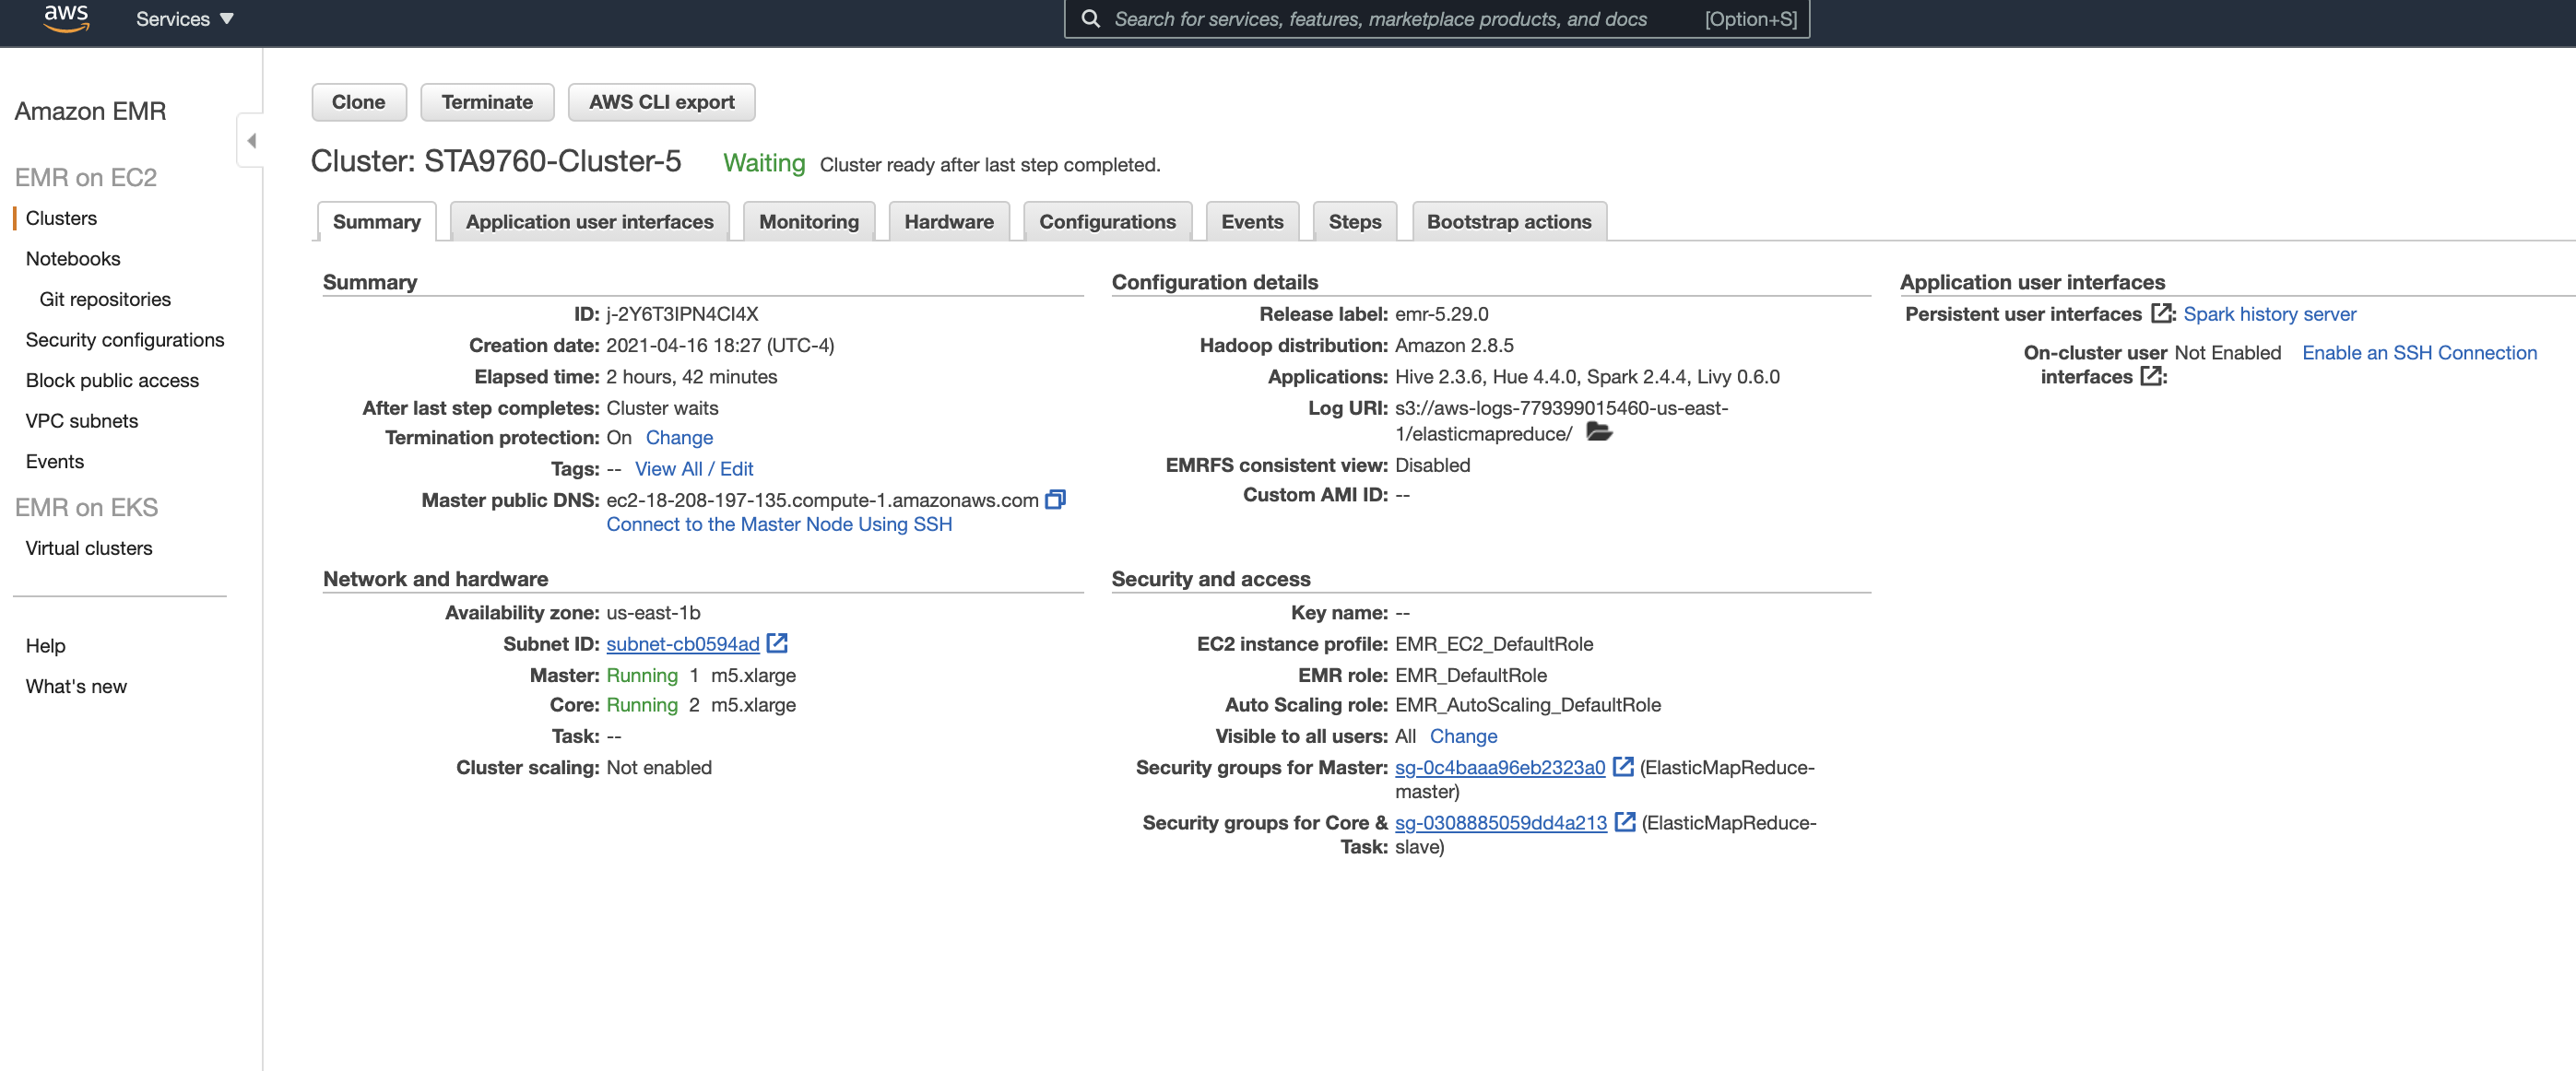 aws Services Search for services, features, marketplace products, and docs [Option+S]
Amazon EMR
EMR on EC2
Clusters
Notebooks
Git repositories
Security configurations
Block public access
VPC subnets
Events
EMR on EKS
Virtual clusters
Help
What's new
Clone Terminate AWS CLI export
Cluster: STA9760-Cluster-5 Waiting Cluster ready after last step completed.
Summary Application user interfaces Monitoring Hardware Configurations Events Steps Bootstrap actions
Summary
ID: j-2Y6T3IPN4CI4X
Creation date: 2021-04-16 18:27 (UTC-4)
Elapsed time: 2 hours, 42 minutes
After last step completes: Cluster waits
Termination protection: On Change
Tags: -- View All / Edit
Master public DNS: ec2-18-208-197-135.compute-1.amazonaws.com
Connect to the Master Node Using SSH
Configuration details
Release label: emr-5.29.0
Hadoop distribution: Amazon 2.8.5
Applications: Hive 2.3.6, Hue 4.4.0, Spark 2.4.4, Livy 0.6.0
Log URI: s3://aws-logs-779399015460-us-east-
1/elasticmapreduce/
EMRFS consistent view: Disabled
Custom AMI ID: --
Application user interfaces
Persistent user interfaces : Spark history server
On-cluster user Not Enabled Enable an SSH Connection
interfaces :
Network and hardware
Availability zone: us-east-1b
Subnet ID: subnet-cb0594ad
Master: Running 1 m5.xlarge
Core: Running 2 m5.xlarge
Task: --
Cluster scaling: Not enabled
Security and access
Key name: --
EC2 instance profile: EMR_EC2_DefaultRole
EMR role: EMR_DefaultRole
Auto Scaling role: EMR_AutoScaling_DefaultRole
Visible to all users: All Change
Security groups for Master: sg-0c4baaa96eb2323a0 (ElasticMapReduce-
master)
Security groups for Core & sg-0308885059dd4a213 (ElasticMapReduce-
Task: slave)